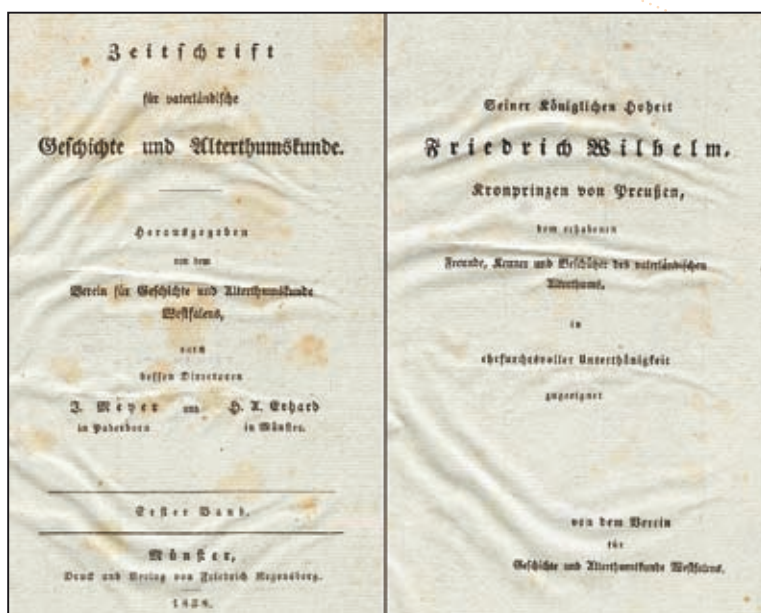 Zeitschrift
für vaterländische
Geschichte und Alterthumskunde.
Herausgegeben
von dem
Verein für Geschichte und Alterthumskunde
Westfalens,
durch
dessen Directoren
J. Meyer und H. A. Erhard
in Paderborn in Münster.
Erster Band.
Münster,
Druck und Verlag von Friedrich Regensberg.
1838.
Seiner Königlichen Hoheit
Friedrich Wilhelm.
Kronprinzen von Preußen,
dem erhabenen
Freunde, Kenner und Beschützer des vaterländischen
Alterthums,
in
ehrfurchtsvoller Unterthänigkeit
zugeeignet
von dem Verein
für
Geschichte und Alterthumskunde Westfalens.